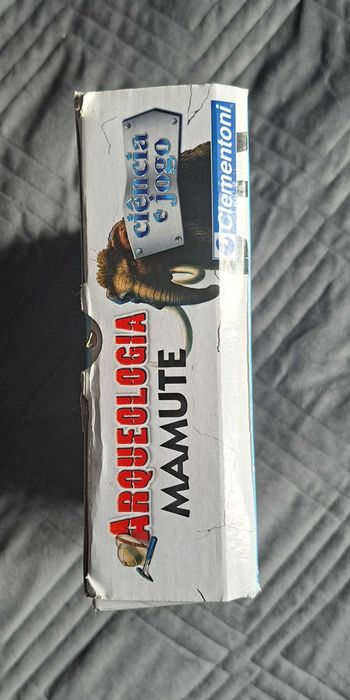 ARQUEOLOGIA
MAMUTE
ciência
e jogo
Clementoni